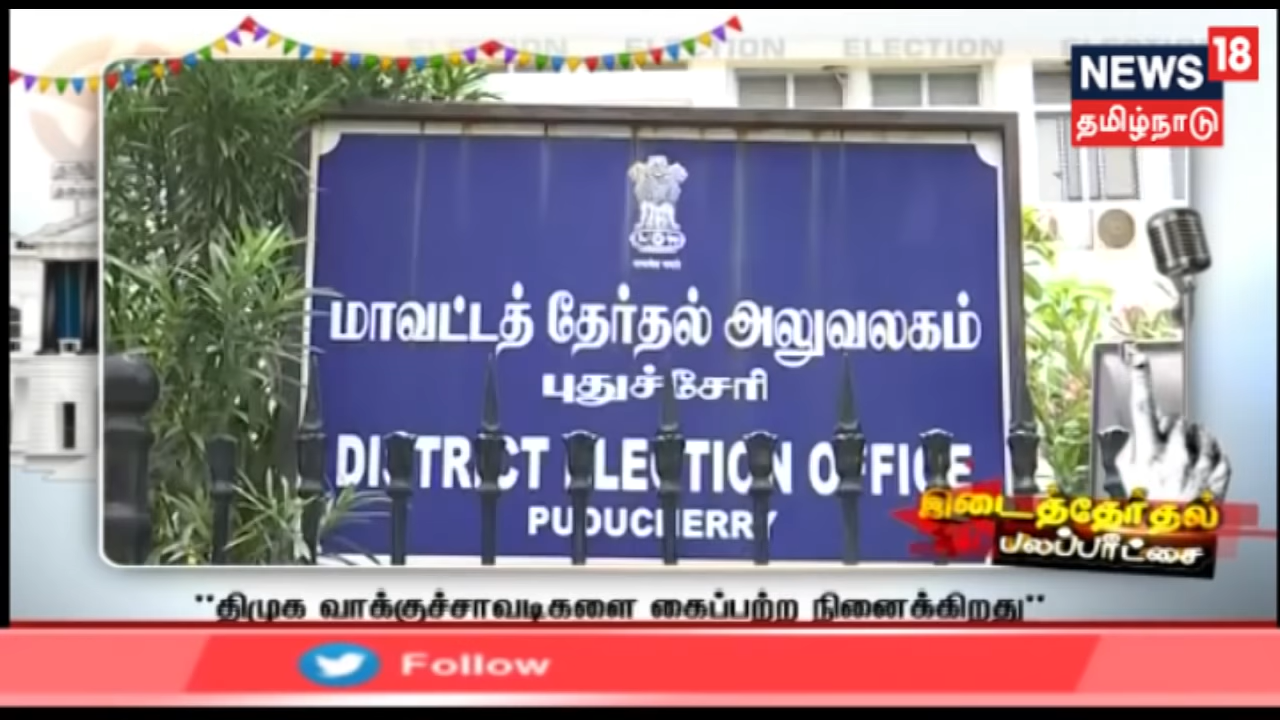 ELECTION ELECTION ELECTION
NEWS 18
தமிழ்நாடு
மாவட்டத் தேர்தல் அலுவலகம்
புதுச்சேரி
DISTRICT ELECTION OFFICE
PUDUCHERRY
இடைத்தேர்தல்
பலப்பரீட்சை
"திமுக வாக்குச்சாவடிகளை கைப்பற்ற நினைக்கிறது"
Follow